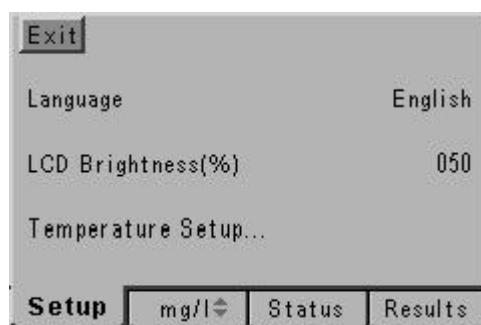 Exit
Language English
LCD Brightness(%) 050
Temperature Setup...
Setup mg/l Status Results